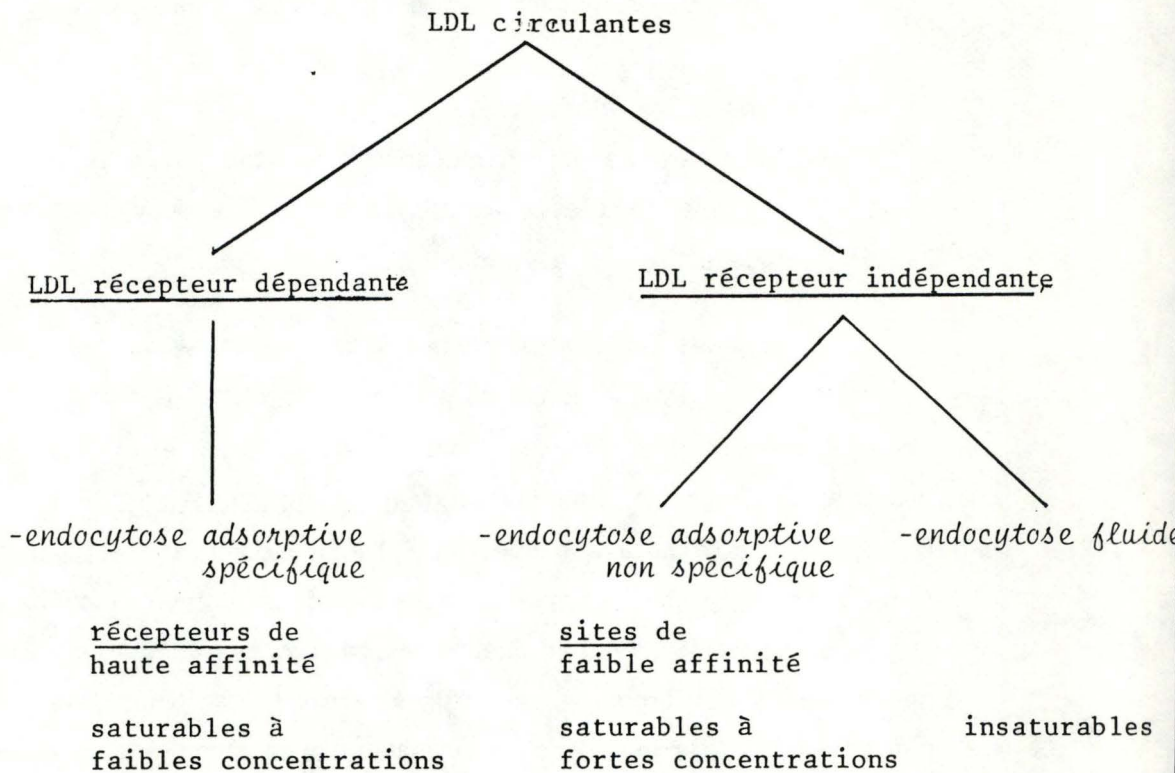 LDL circulantes
LDL récepteur dépendante
LDL récepteur indépendante
-endocytose adsorptive
spécifique
récepteurs de
haute affinité
saturables à
faibles concentrations
-endocytose adsorptive
non spécifique
sites de
faible affinité
saturables à
fortes concentrations
-endocytose fluide
insaturables